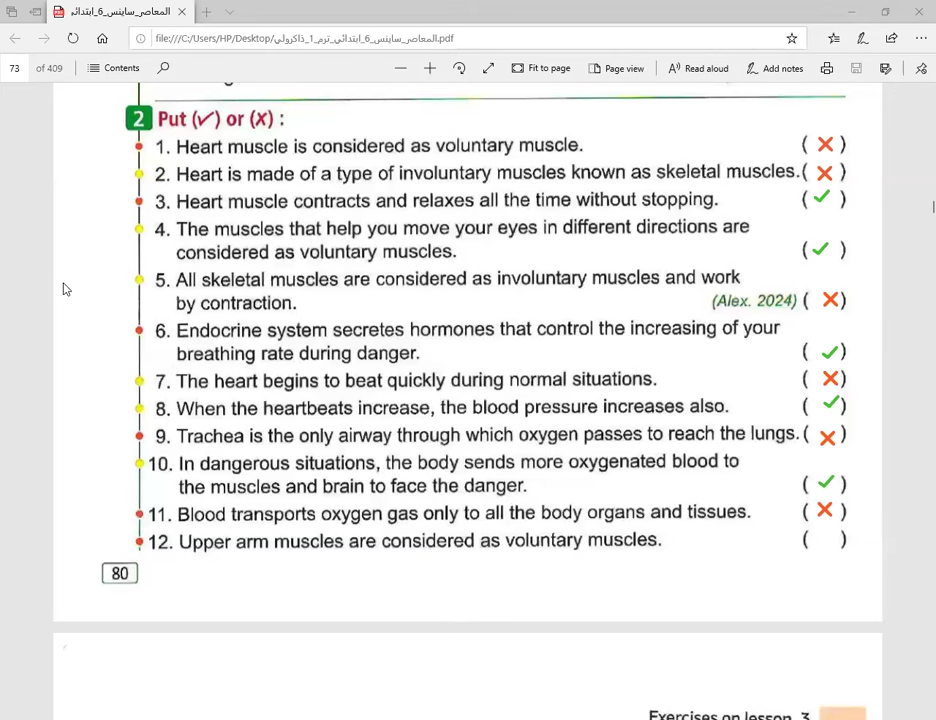 المعاصر_ساينس_6_ابتدائي
file:///C:/Users/HP/Desktop/المعاصر_ساينس_6_ابتدائي_ترم_1_ذاكرولي.pdf
73 of 409 Contents Fit to page Page view Read aloud Add notes
2 Put (✓) or (✗) :
1. Heart muscle is considered as voluntary muscle. (✗)
2. Heart is made of a type of involuntary muscles known as skeletal muscles. (✗)
3. Heart muscle contracts and relaxes all the time without stopping. (✓)
4. The muscles that help you move your eyes in different directions are
considered as voluntary muscles. (✓)
5. All skeletal muscles are considered as involuntary muscles and work
by contraction. (Alex. 2024) (✗)
6. Endocrine system secretes hormones that control the increasing of your
breathing rate during danger. (✓)
7. The heart begins to beat quickly during normal situations. (✗)
8. When the heartbeats increase, the blood pressure increases also. (✓)
9. Trachea is the only airway through which oxygen passes to reach the lungs. (✗)
10. In dangerous situations, the body sends more oxygenated blood to
the muscles and brain to face the danger. (✓)
11. Blood transports oxygen gas only to all the body organs and tissues. (✗)
12. Upper arm muscles are considered as voluntary muscles. ( )
80
Exercises on lesson 3